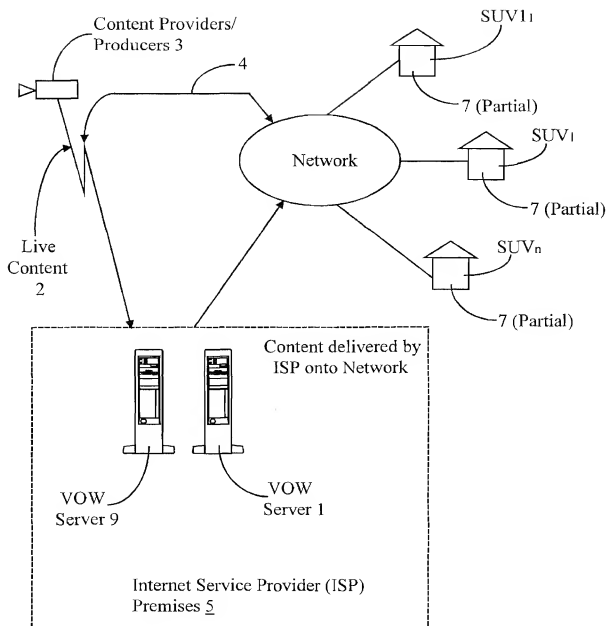 Content Providers/
Producers 3
4
SUV1₁
7 (Partial)
Network
SUV₁
7 (Partial)
Live
Content
2
SUVₙ
7 (Partial)
Content delivered by
ISP onto Network
VOW
Server 9
VOW
Server 1
Internet Service Provider (ISP)
Premises 5